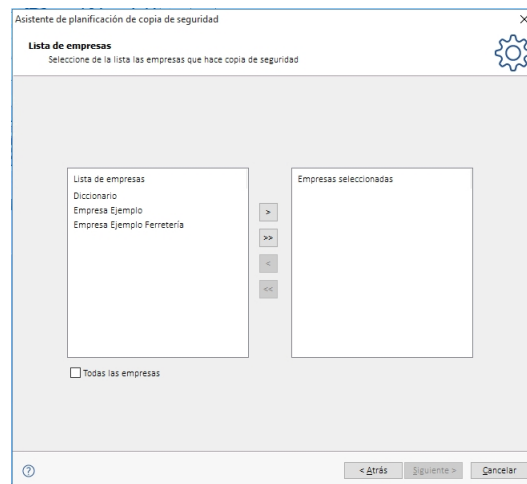 Asistente de planificación de copia de seguridad
Lista de empresas
Seleccione de la lista las empresas que hace copia de seguridad
Lista de empresas
Diccionario
Empresa Ejemplo
Empresa Ejemplo Ferretería
>
>>
<
<<
Empresas seleccionadas
Todas las empresas
?
< Atrás
Siguiente >
Cancelar